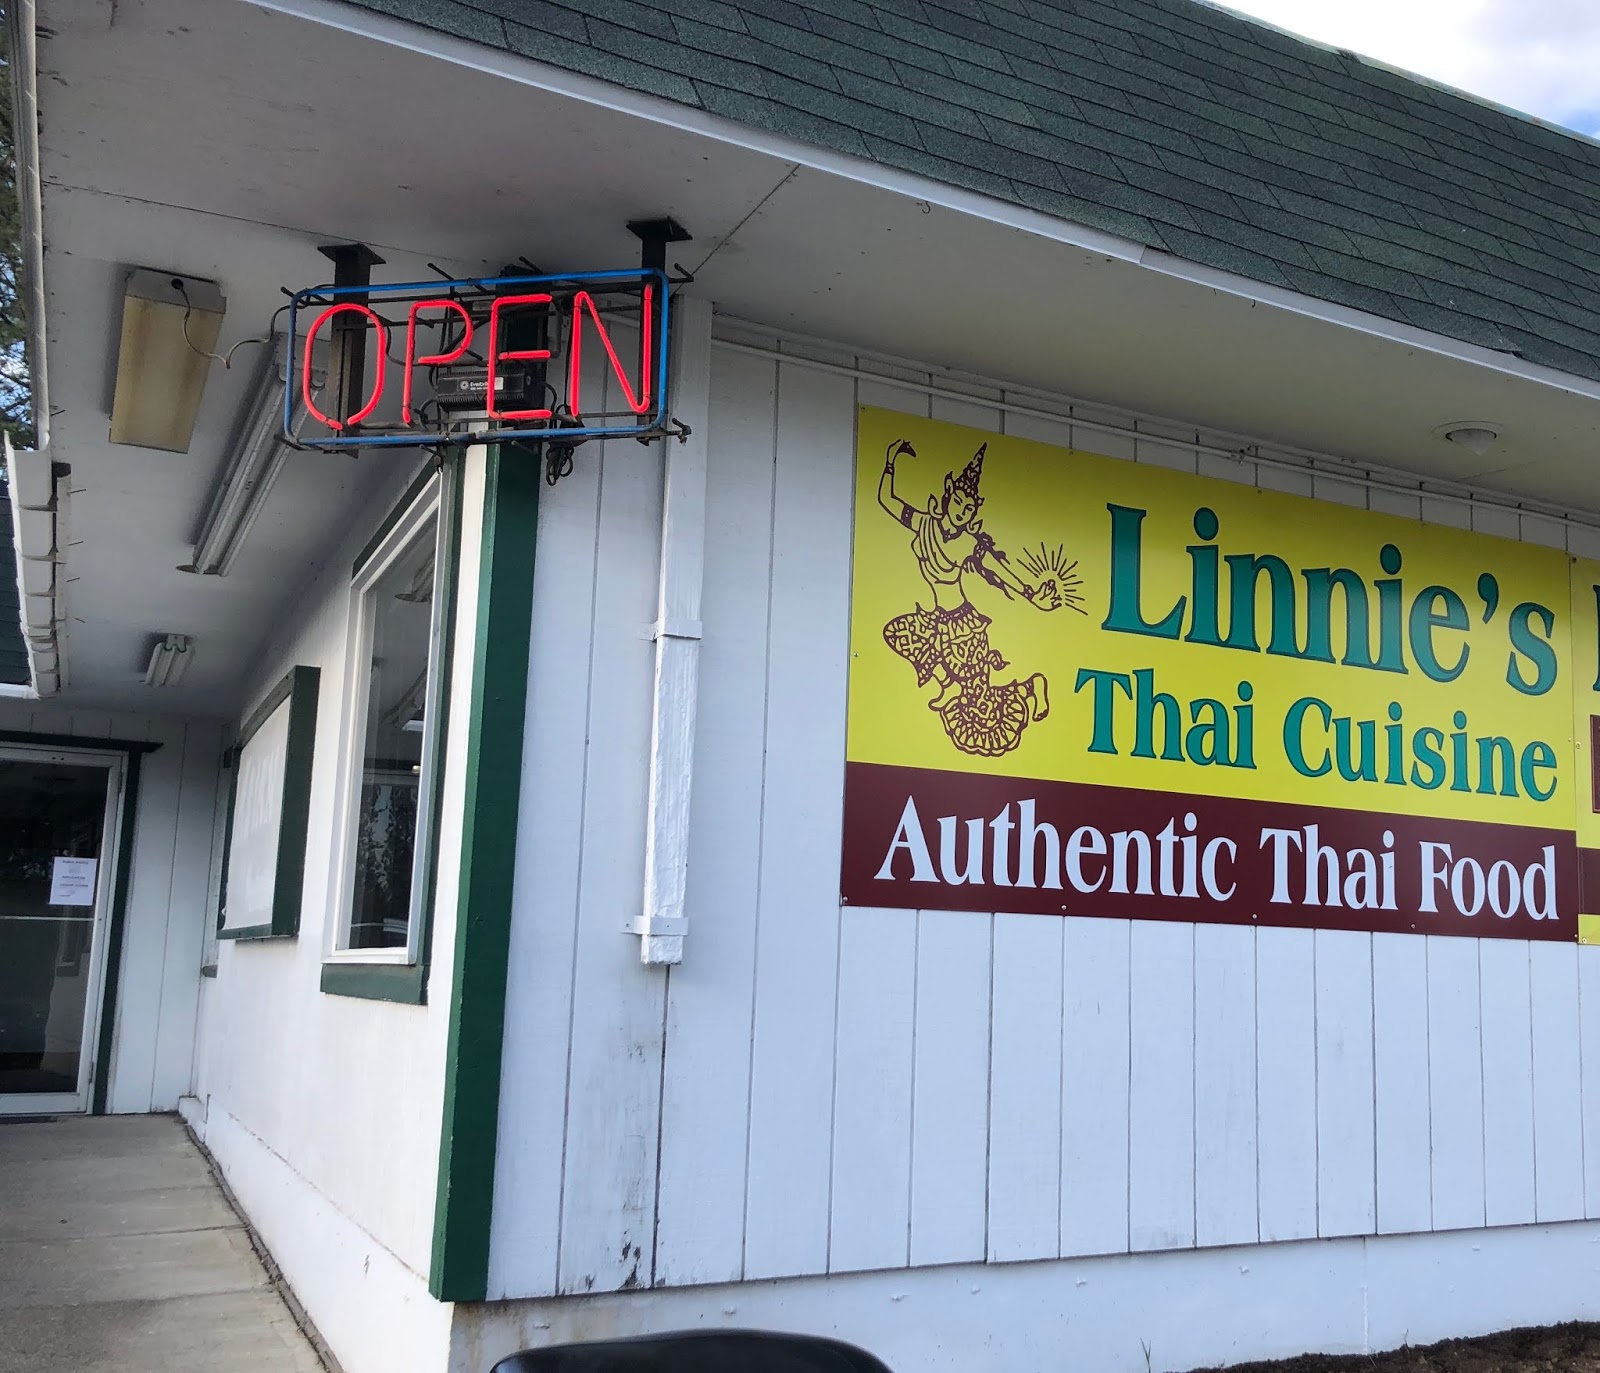 OPEN
Linnie's
Thai Cuisine
Authentic Thai Food